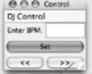 Control
DJ Control
Enter BPM:
Set
<< >>